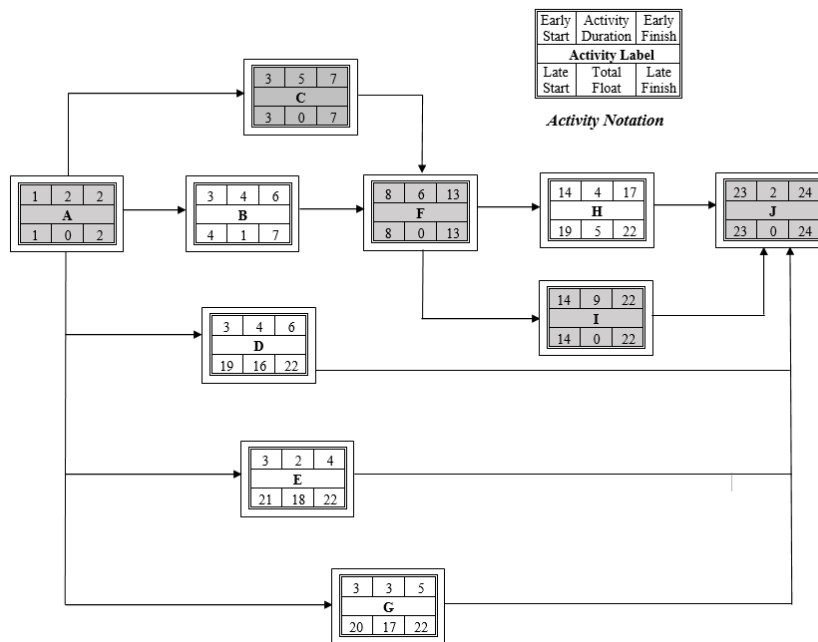 Early Start Activity Duration Early Finish
Activity Label
Late Start Total Float Late Finish
Activity Notation
3 5 7
C
3 0 7
1 2 2
A
1 0 2
3 4 6
B
4 1 7
8 6 13
F
8 0 13
14 4 17
H
19 5 22
23 2 24
J
23 0 24
14 9 22
I
14 0 22
3 4 6
D
19 16 22
3 2 4
E
21 18 22
3 3 5
G
20 17 22